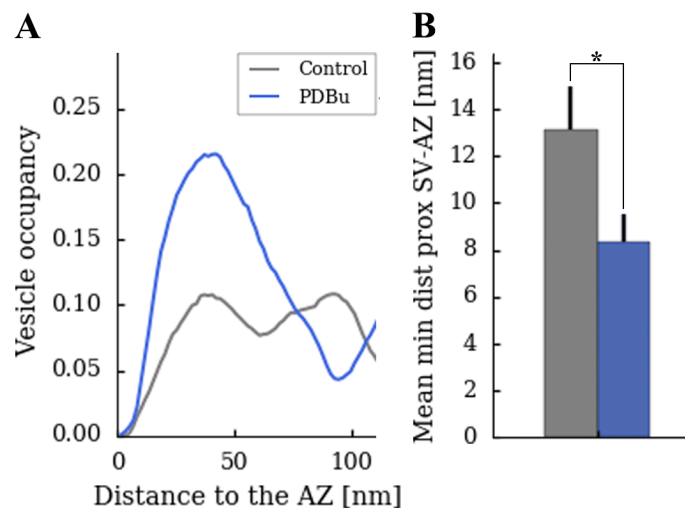 A
Vesicle occupancy
0.25
0.20
0.15
0.10
0.05
0.00
0
50
100
Distance to the AZ [nm]
Control
PDBu
B
Mean min dist prox SV-AZ [nm]
16
14
12
10
8
6
4
2
0
*